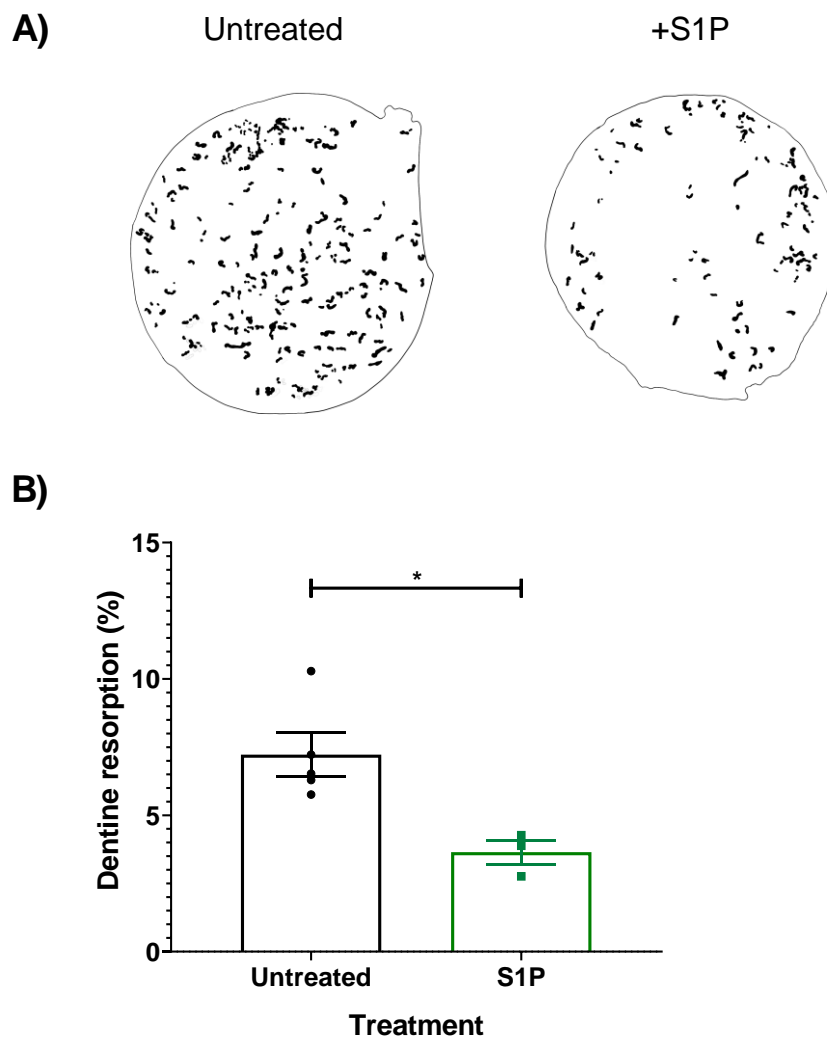 A)
Untreated
+S1P
B)
15
*
10
5
0
Dentine resorption (%)
Untreated
S1P
Treatment